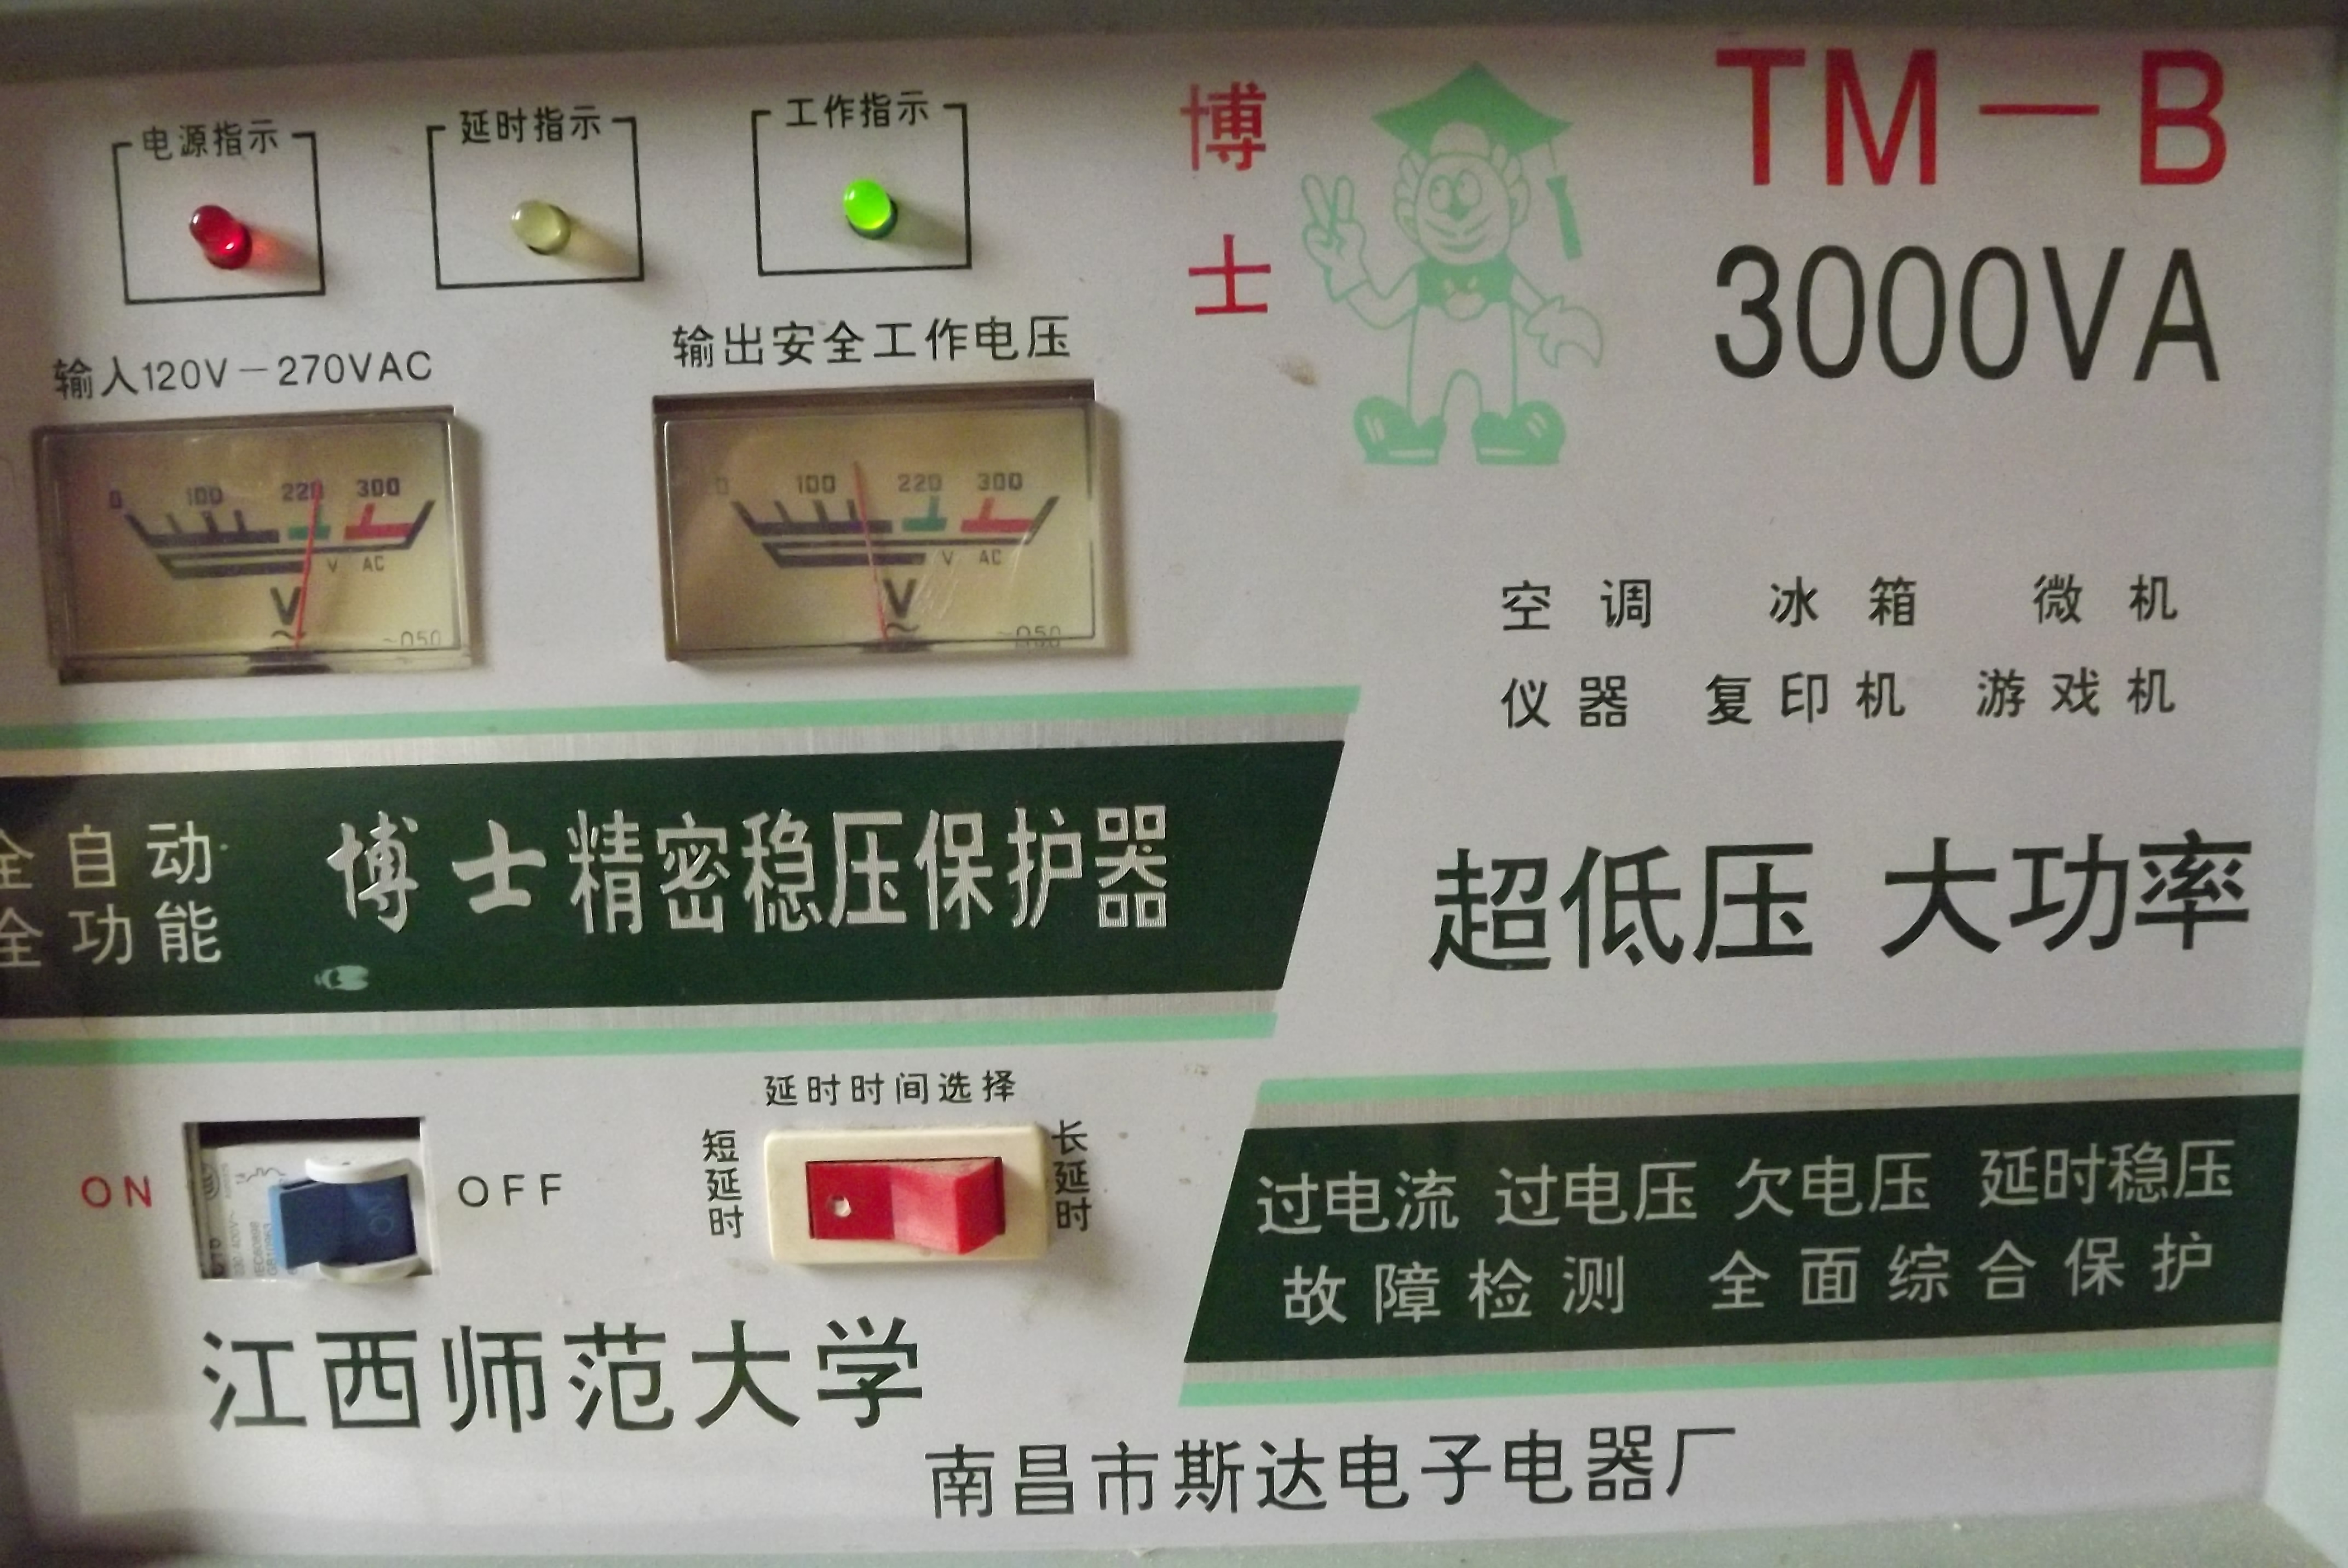 电源指示
延时指示
工作指示
博士
TM—B
3000VA
输入120V－270VAC
输出安全工作电压
0 100 220 300
V AC
V
~
0 100 220 300
V AC
V
~
空调 冰箱 微机
仪器 复印机 游戏机
全自动
全功能
博士精密稳压保护器
超低压 大功率
延时时间选择
ON
OFF
短延时
长延时
过电流 过电压 欠电压 延时稳压
故障检测 全面综合保护
江西师范大学
南昌市斯达电子电器厂